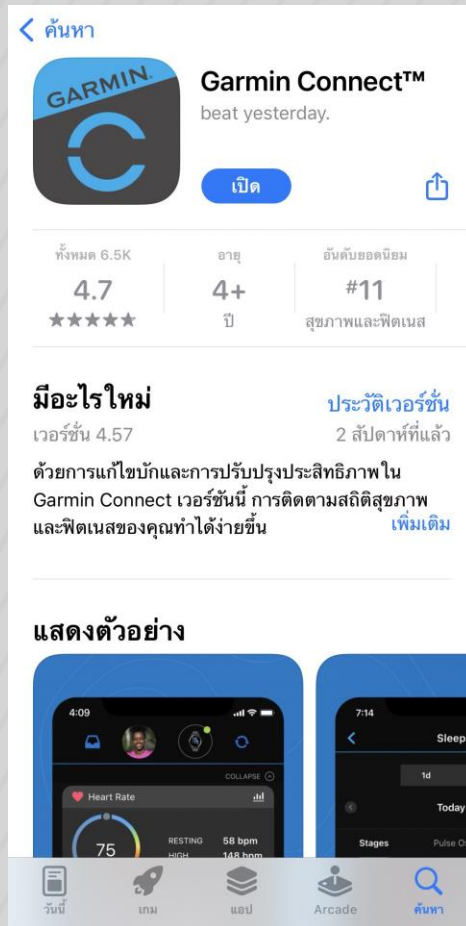 ค้นหา
GARMIN.
Garmin Connect™
beat yesterday.
เปิด
ทั้งหมด 6.5K
อายุ
อันดับยอดนิยม
4.7
4+
#11
ปี
สุขภาพและฟิตเนส
มีอะไรใหม่
ประวัติเวอร์ชั่น
เวอร์ชั่น 4.57
2 สัปดาห์ที่แล้ว
ด้วยการแก้ไขบักและการปรับปรุงประสิทธิภาพใน
Garmin Connect เวอร์ชันนี้ การติดตามสถิติสุขภาพ
และฟิตเนสของคุณทำได้ง่ายขึ้น
เพิ่มเติม
แสดงตัวอย่าง
4:09
COLLAPSE
Heart Rate
75
RESTING 58 bpm
HIGH 148 bpm
7:14
Sleep
1d
Today
Stages
Pulse O
วันนี้
เกม
แอป
Arcade
ค้นหา